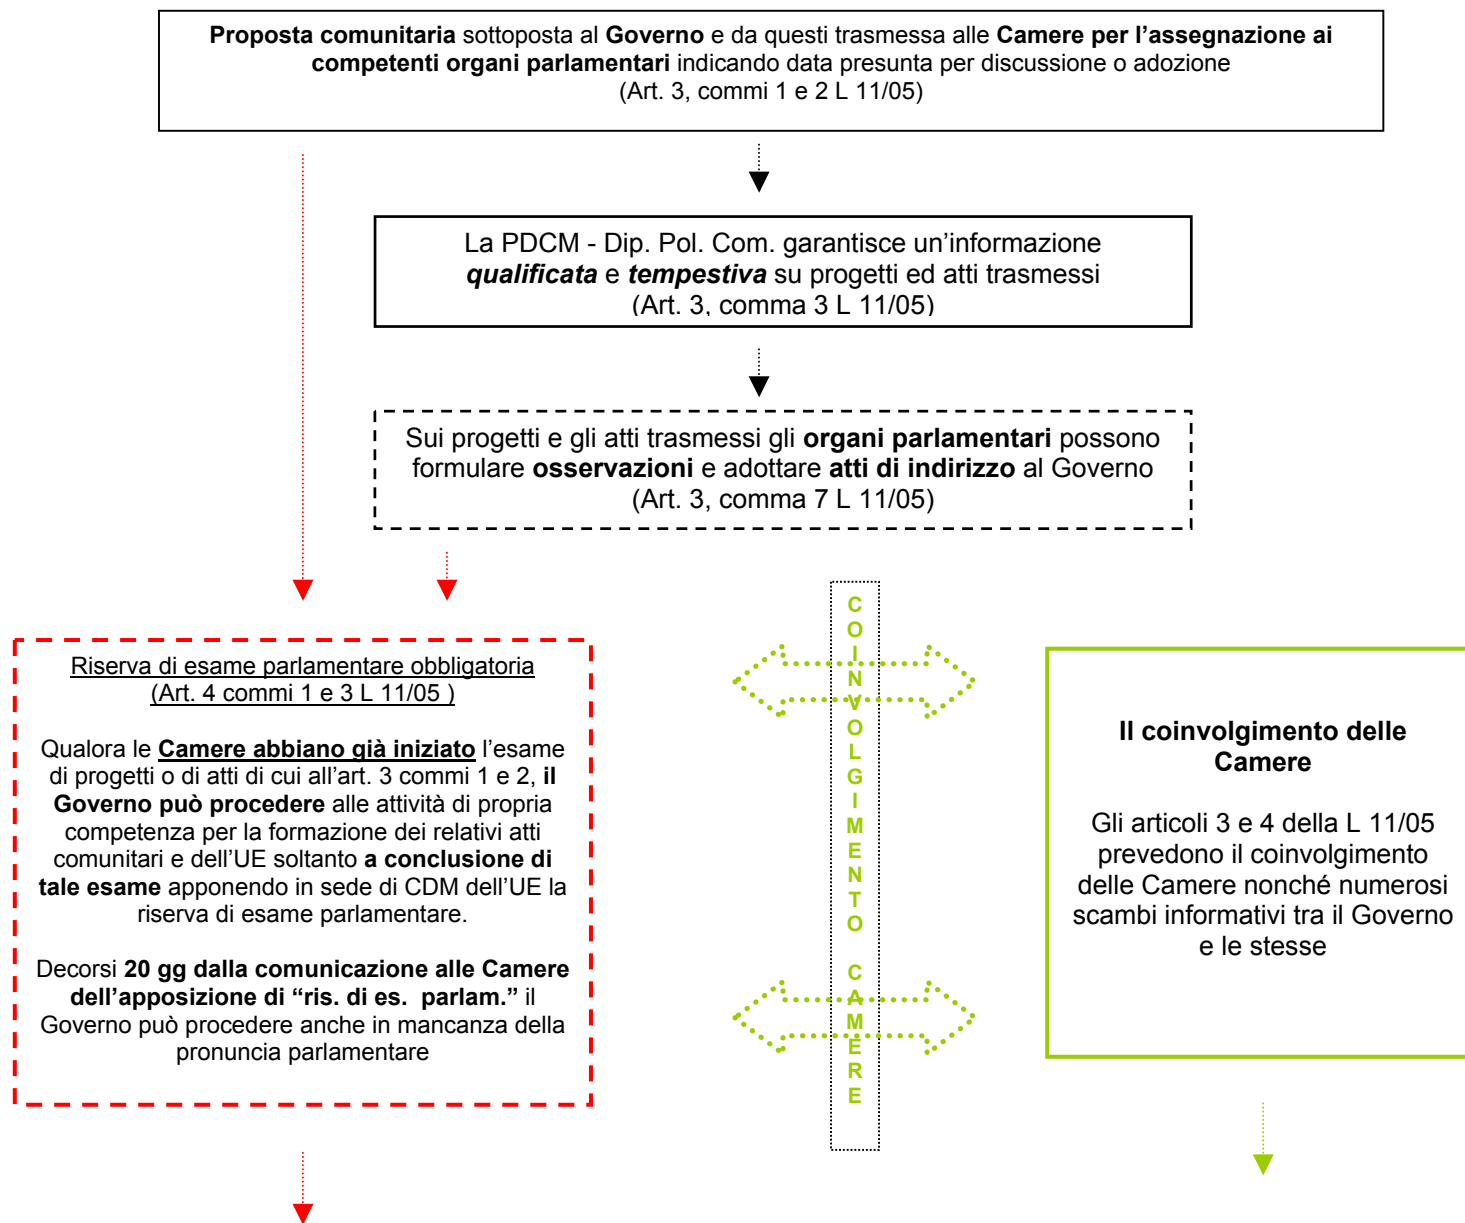 Proposta comunitaria sottoposta al Governo e da questi trasmessa alle Camere per l'assegnazione ai
competenti organi parlamentari indicando data presunta per discussione o adozione
(Art. 3, commi 1 e 2 L 11/05)
La PDCM - Dip. Pol. Com. garantisce un'informazione
qualificata e tempestiva su progetti ed atti trasmessi
(Art. 3, comma 3 L 11/05)
Sui progetti e gli atti trasmessi gli organi parlamentari possono
formulare osservazioni e adottare atti di indirizzo al Governo
(Art. 3, comma 7 L 11/05)
Riserva di esame parlamentare obbligatoria
(Art. 4 commi 1 e 3 L 11/05 )
Qualora le Camere abbiano già iniziato l'esame
di progetti o di atti di cui all'art. 3 commi 1 e 2, il
Governo può procedere alle attività di propria
competenza per la formazione dei relativi atti
comunitari e dell'UE soltanto a conclusione di
tale esame apponendo in sede di CDM dell'UE la
riserva di esame parlamentare.
Decorsi 20 gg dalla comunicazione alle Camere
dell'apposizione di "ris. di es. parlam." il
Governo può procedere anche in mancanza della
pronuncia parlamentare
COINVOLGIMENTO CAMERE
Il coinvolgimento delle
Camere
Gli articoli 3 e 4 della L 11/05
prevedono il coinvolgimento
delle Camere nonché numerosi
scambi informativi tra il Governo
e le stesse